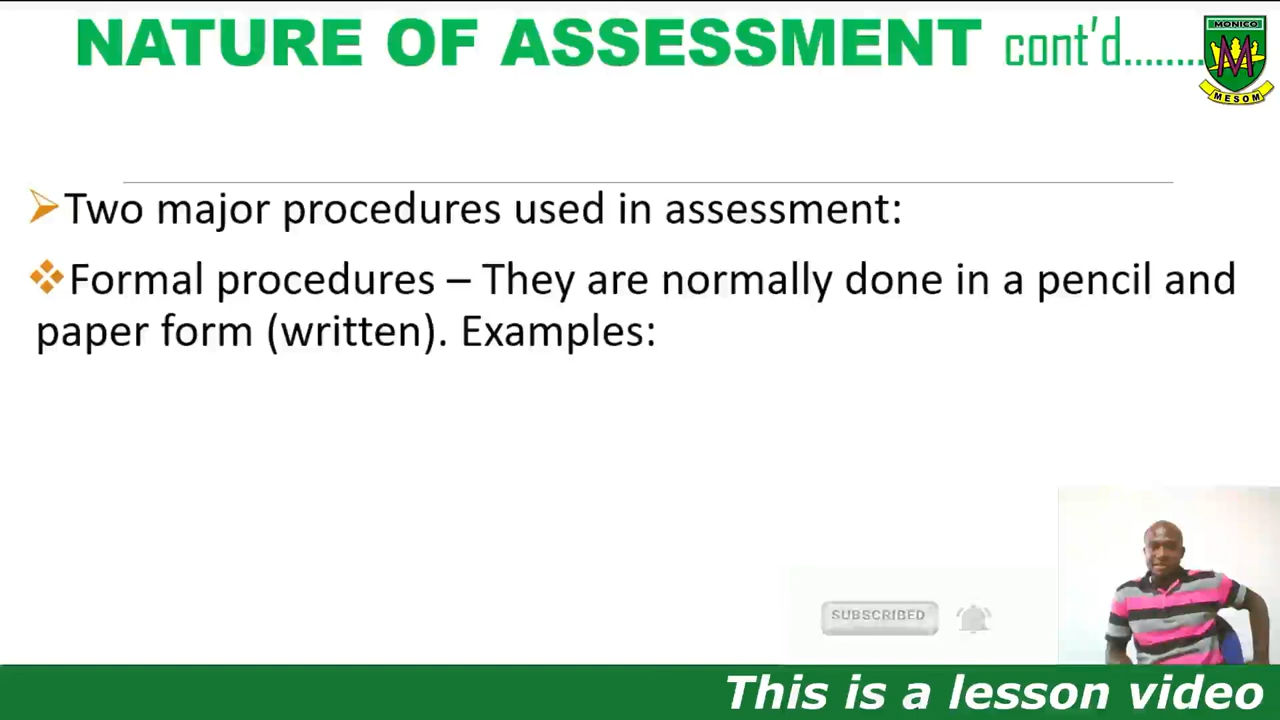 NATURE OF ASSESSMENT cont'd........
MONICO
M
MESOM
Two major procedures used in assessment:
Formal procedures – They are normally done in a pencil and
paper form (written). Examples:
SUBSCRIBED
This is a lesson video